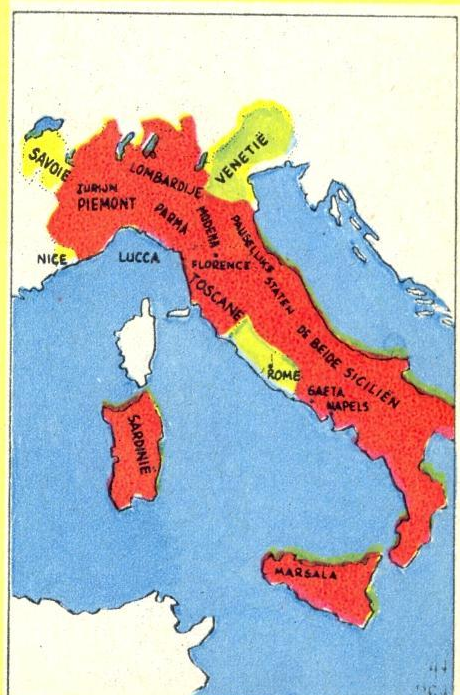 SAVOIE
LOMBARDIJE
VENETIË
ZURIJN
PIEMONT
PARMA
MODENA
PAUSELIJKE STATEN
NICE
LUCCA
FLORENCE
TOSCANE
DE BEIDE SICILIËN
ROME
GAETA
NAPELS
SARDINIË
MARSALA